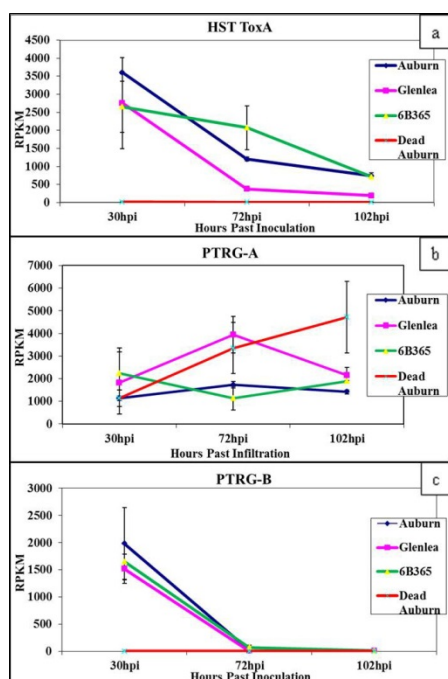 HST ToxA
a
5000
4500
4000
3500
3000
2500
2000
1500
1000
500
0
RPKM
Auburn
Glenlea
6B365
Dead Auburn
30hpi 72hpi 102hpi
Hours Past Inoculation
PTRG-A
b
7000
6000
5000
4000
3000
2000
1000
0
RPKM
Auburn
Glenlea
6B365
Dead Auburn
30hpi 72hpi 102hpi
Hours Past Infiltration
PTRG-B
c
3000
2500
2000
1500
1000
500
0
RPKM
Auburn
Glenlea
6B365
Dead Auburn
30hpi 72hpi 102hpi
Hours Past Inoculation